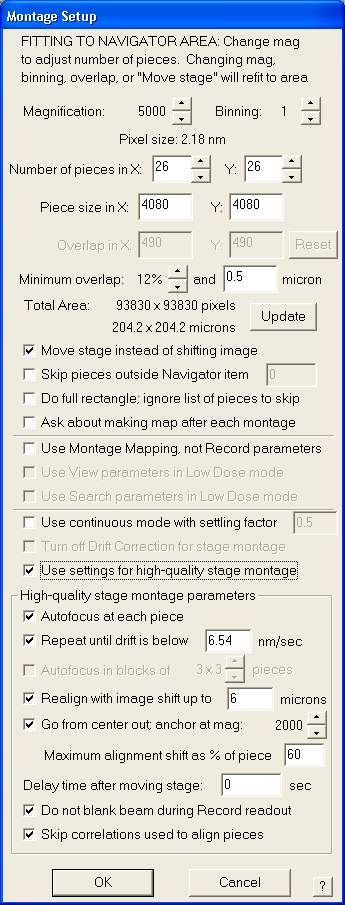 Montage Setup
FITTING TO NAVIGATOR AREA: Change mag
to adjust number of pieces. Changing mag,
binning, overlap, or "Move stage" will refit to area
Magnification: 5000 Binning: 1
Pixel size: 2.18 nm
Number of pieces in X: 26 Y: 26
Piece size in X: 4080 Y: 4080
Overlap in X: 490 Y: 490 Reset
Minimum overlap: 12% and 0.5 micron
Total Area: 93830 x 93830 pixels
204.2 x 204.2 microns Update
Move stage instead of shifting image
Skip pieces outside Navigator item 0
Do full rectangle; ignore list of pieces to skip
Ask about making map after each montage
Use Montage Mapping, not Record parameters
Use View parameters in Low Dose mode
Use Search parameters in Low Dose mode
Use continuous mode with settling factor 0.5
Turn off Drift Correction for stage montage
Use settings for high-quality stage montage
High-quality stage montage parameters
Autofocus at each piece
Repeat until drift is below 6.54 nm/sec
Autofocus in blocks of 3 x 3 pieces
Realign with image shift up to 6 microns
Go from center out; anchor at mag: 2000
Maximum alignment shift as % of piece 60
Delay time after moving stage: 0 sec
Do not blank beam during Record readout
Skip correlations used to align pieces
OK Cancel ?